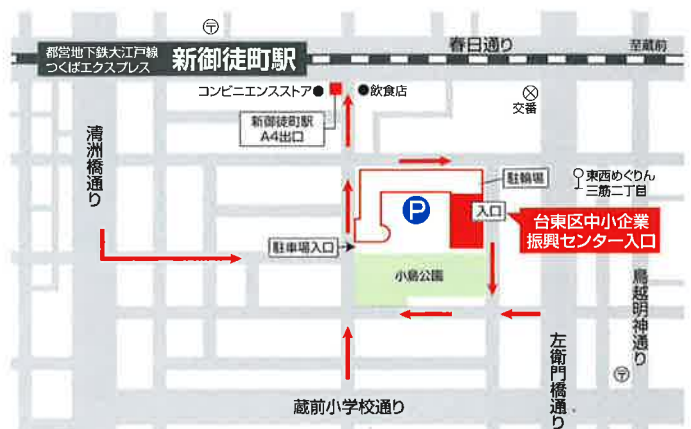 都営地下鉄大江戸線
つくばエクスプレス
新御徒町駅
春日通り
至蔵前
コンビニエンスストア
飲食店
交番
新御徒町駅
A4出口
清洲橋通り
駐輪場
東西めぐりん
三筋二丁目
P
入口
台東区中小企業
振興センター入口
駐車場入口
小島公園
鳥越明神通り
左衛門橋通り
蔵前小学校通り